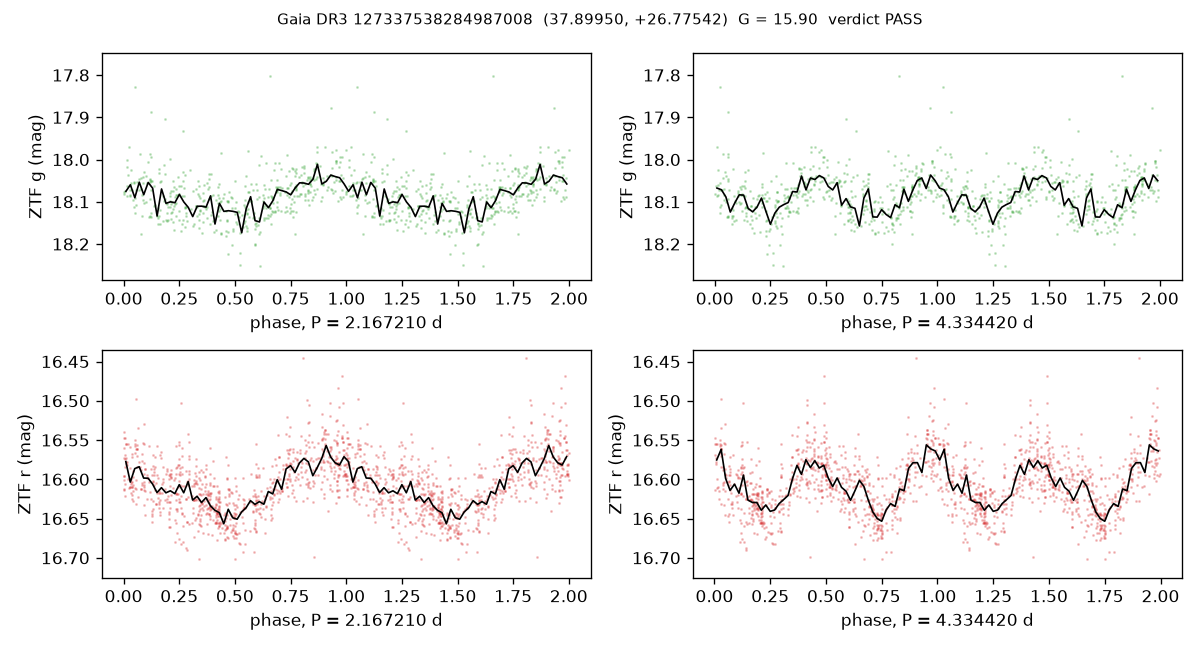 Gaia DR3 127337538284987008 (37.89950, +26.77542) G = 15.90 verdict PASS
ZTF g (mag)
17.8
17.9
18.0
18.1
18.2
0.00 0.25 0.50 0.75 1.00 1.25 1.50 1.75 2.00
phase, P = 2.167210 d
ZTF g (mag)
17.8
17.9
18.0
18.1
18.2
0.00 0.25 0.50 0.75 1.00 1.25 1.50 1.75 2.00
phase, P = 4.334420 d
ZTF r (mag)
16.45
16.50
16.55
16.60
16.65
16.70
0.00 0.25 0.50 0.75 1.00 1.25 1.50 1.75 2.00
phase, P = 2.167210 d
ZTF r (mag)
16.45
16.50
16.55
16.60
16.65
16.70
0.00 0.25 0.50 0.75 1.00 1.25 1.50 1.75 2.00
phase, P = 4.334420 d